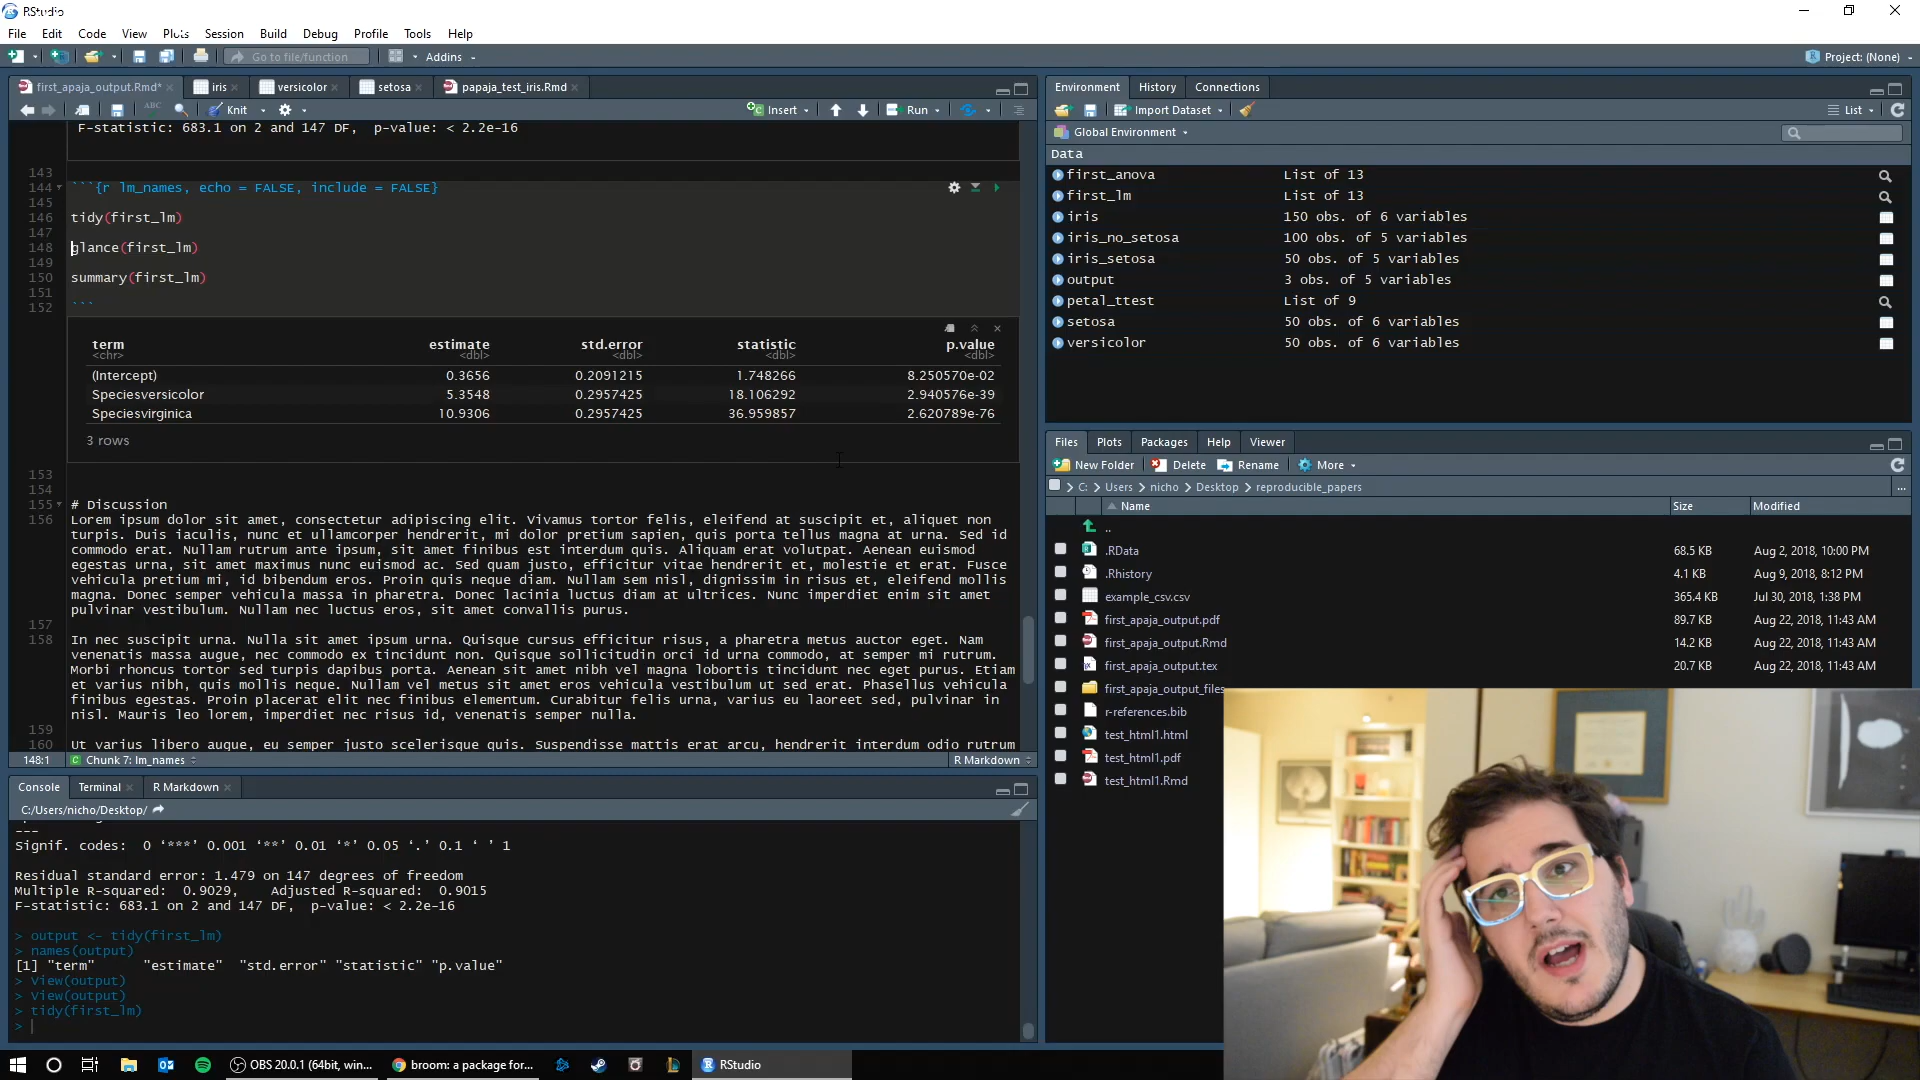 RStudio
File Edit Code View Plots Session Build Debug Profile Tools Help
Go to file/function Addins Project: (None)
first_apaja_output.Rmd* iris versicolor setosa papaja_test_iris.Rmd
ABC Knit Insert Run
F-statistic: 683.1 on 2 and 147 DF,  p-value: < 2.2e-16
143
144 ```{r lm_names, echo = FALSE, include = FALSE}
145
146 tidy(first_lm)
147
148 glance(first_lm)
149
150 summary(first_lm)
151
152 ```
term estimate std.error statistic p.value
<chr> <dbl> <dbl> <dbl> <dbl>
(Intercept) 0.3656 0.2091215 1.748266 8.250570e-02
Speciesversicolor 5.3548 0.2957425 18.106292 2.940576e-39
Speciesvirginica 10.9306 0.2957425 36.959857 2.620789e-76
3 rows
153
154
155 # Discussion
156 Lorem ipsum dolor sit amet, consectetur adipiscing elit. Vivamus tortor felis, eleifend at suscipit et, aliquet non
turpis. Duis iaculis, nunc et ullamcorper hendrerit, mi dolor pretium sapien, quis porta tellus magna at urna. Sed id
commodo erat. Nullam rutrum ante ipsum, sit amet finibus est interdum quis. Aliquam erat volutpat. Aenean euismod
egestas urna, sit amet maximus nunc euismod ac. Sed quam justo, efficitur vitae hendrerit et, molestie et erat. Fusce
vehicula pretium mi, id bibendum eros. Proin quis neque diam. Nullam sem nisl, dignissim in risus et, eleifend mollis
magna. Donec semper vehicula massa in pharetra. Donec lacinia luctus diam at ultrices. Nunc imperdiet enim sit amet
pulvinar vestibulum. Nullam nec luctus eros, sit amet convallis purus.
157
158 In nec suscipit urna. Nulla sit amet ipsum urna. Quisque cursus efficitur risus, a pharetra metus auctor eget. Nam
venenatis massa augue, nec commodo ex tincidunt non. Quisque sollicitudin orci id urna commodo, at semper mi rutrum.
Morbi rhoncus tortor sed turpis dapibus porta. Aenean sit amet nibh vel magna lobortis tincidunt nec eget purus. Etiam
et varius nibh, quis mollis neque. Nullam vel metus sit amet eros vehicula vestibulum ut sed erat. Phasellus vehicula
finibus egestas. Proin placerat elit nec finibus elementum. Curabitur felis urna, varius eu laoreet sed, pulvinar in
nisl. Mauris leo lorem, imperdiet nec risus id, venenatis semper nulla.
159
160 Ut varius libero augue, eu semper justo scelerisque quis. Suspendisse mattis erat arcu, hendrerit interdum odio rutrum
148:1 Chunk 7: lm_names R Markdown
Console Terminal R Markdown
C:/Users/nicho/Desktop/
---
Signif. codes:  0 ‘***’ 0.001 ‘**’ 0.01 ‘*’ 0.05 ‘.’ 0.1 ‘ ’ 1
Residual standard error: 1.479 on 147 degrees of freedom
Multiple R-squared:  0.9029,	Adjusted R-squared:  0.9015
F-statistic: 683.1 on 2 and 147 DF,  p-value: < 2.2e-16
> output <- tidy(first_lm)
> names(output)
[1] "term"      "estimate"  "std.error" "statistic" "p.value"
> View(output)
> View(output)
> tidy(first_lm)
>
Environment History Connections
Import Dataset List
Global Environment
Data
first_anova List of 13
first_lm List of 13
iris 150 obs. of 6 variables
iris_no_setosa 100 obs. of 5 variables
iris_setosa 50 obs. of 5 variables
output 3 obs. of 5 variables
petal_ttest List of 9
setosa 50 obs. of 6 variables
versicolor 50 obs. of 6 variables
Files Plots Packages Help Viewer
New Folder Delete Rename More
C: > Users > nicho > Desktop > reproducible_papers ...
Name Size Modified
..
.RData 68.5 KB Aug 2, 2018, 10:00 PM
.Rhistory 4.1 KB Aug 9, 2018, 8:12 PM
example_csv.csv 365.4 KB Jul 30, 2018, 1:38 PM
first_apaja_output.pdf 89.7 KB Aug 22, 2018, 11:43 AM
first_apaja_output.Rmd 14.2 KB Aug 22, 2018, 11:43 AM
first_apaja_output.tex 20.7 KB Aug 22, 2018, 11:43 AM
first_apaja_output_files
r-references.bib
test_html1.html
test_html1.pdf
test_html1.Rmd
OBS 20.0.1 (64bit, win... broom: a package for... RStudio